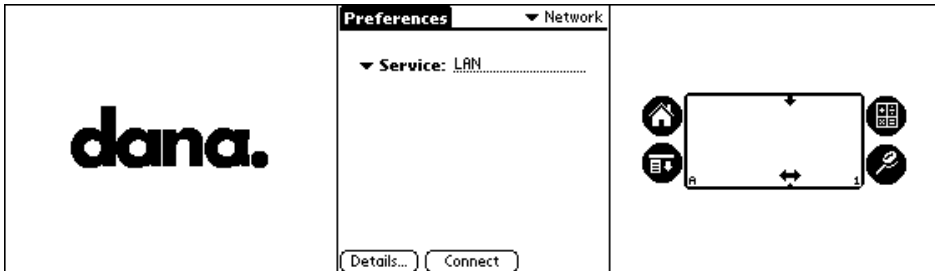 dana.
Preferences
Network
Service: LAN
A
1
Details...
Connect